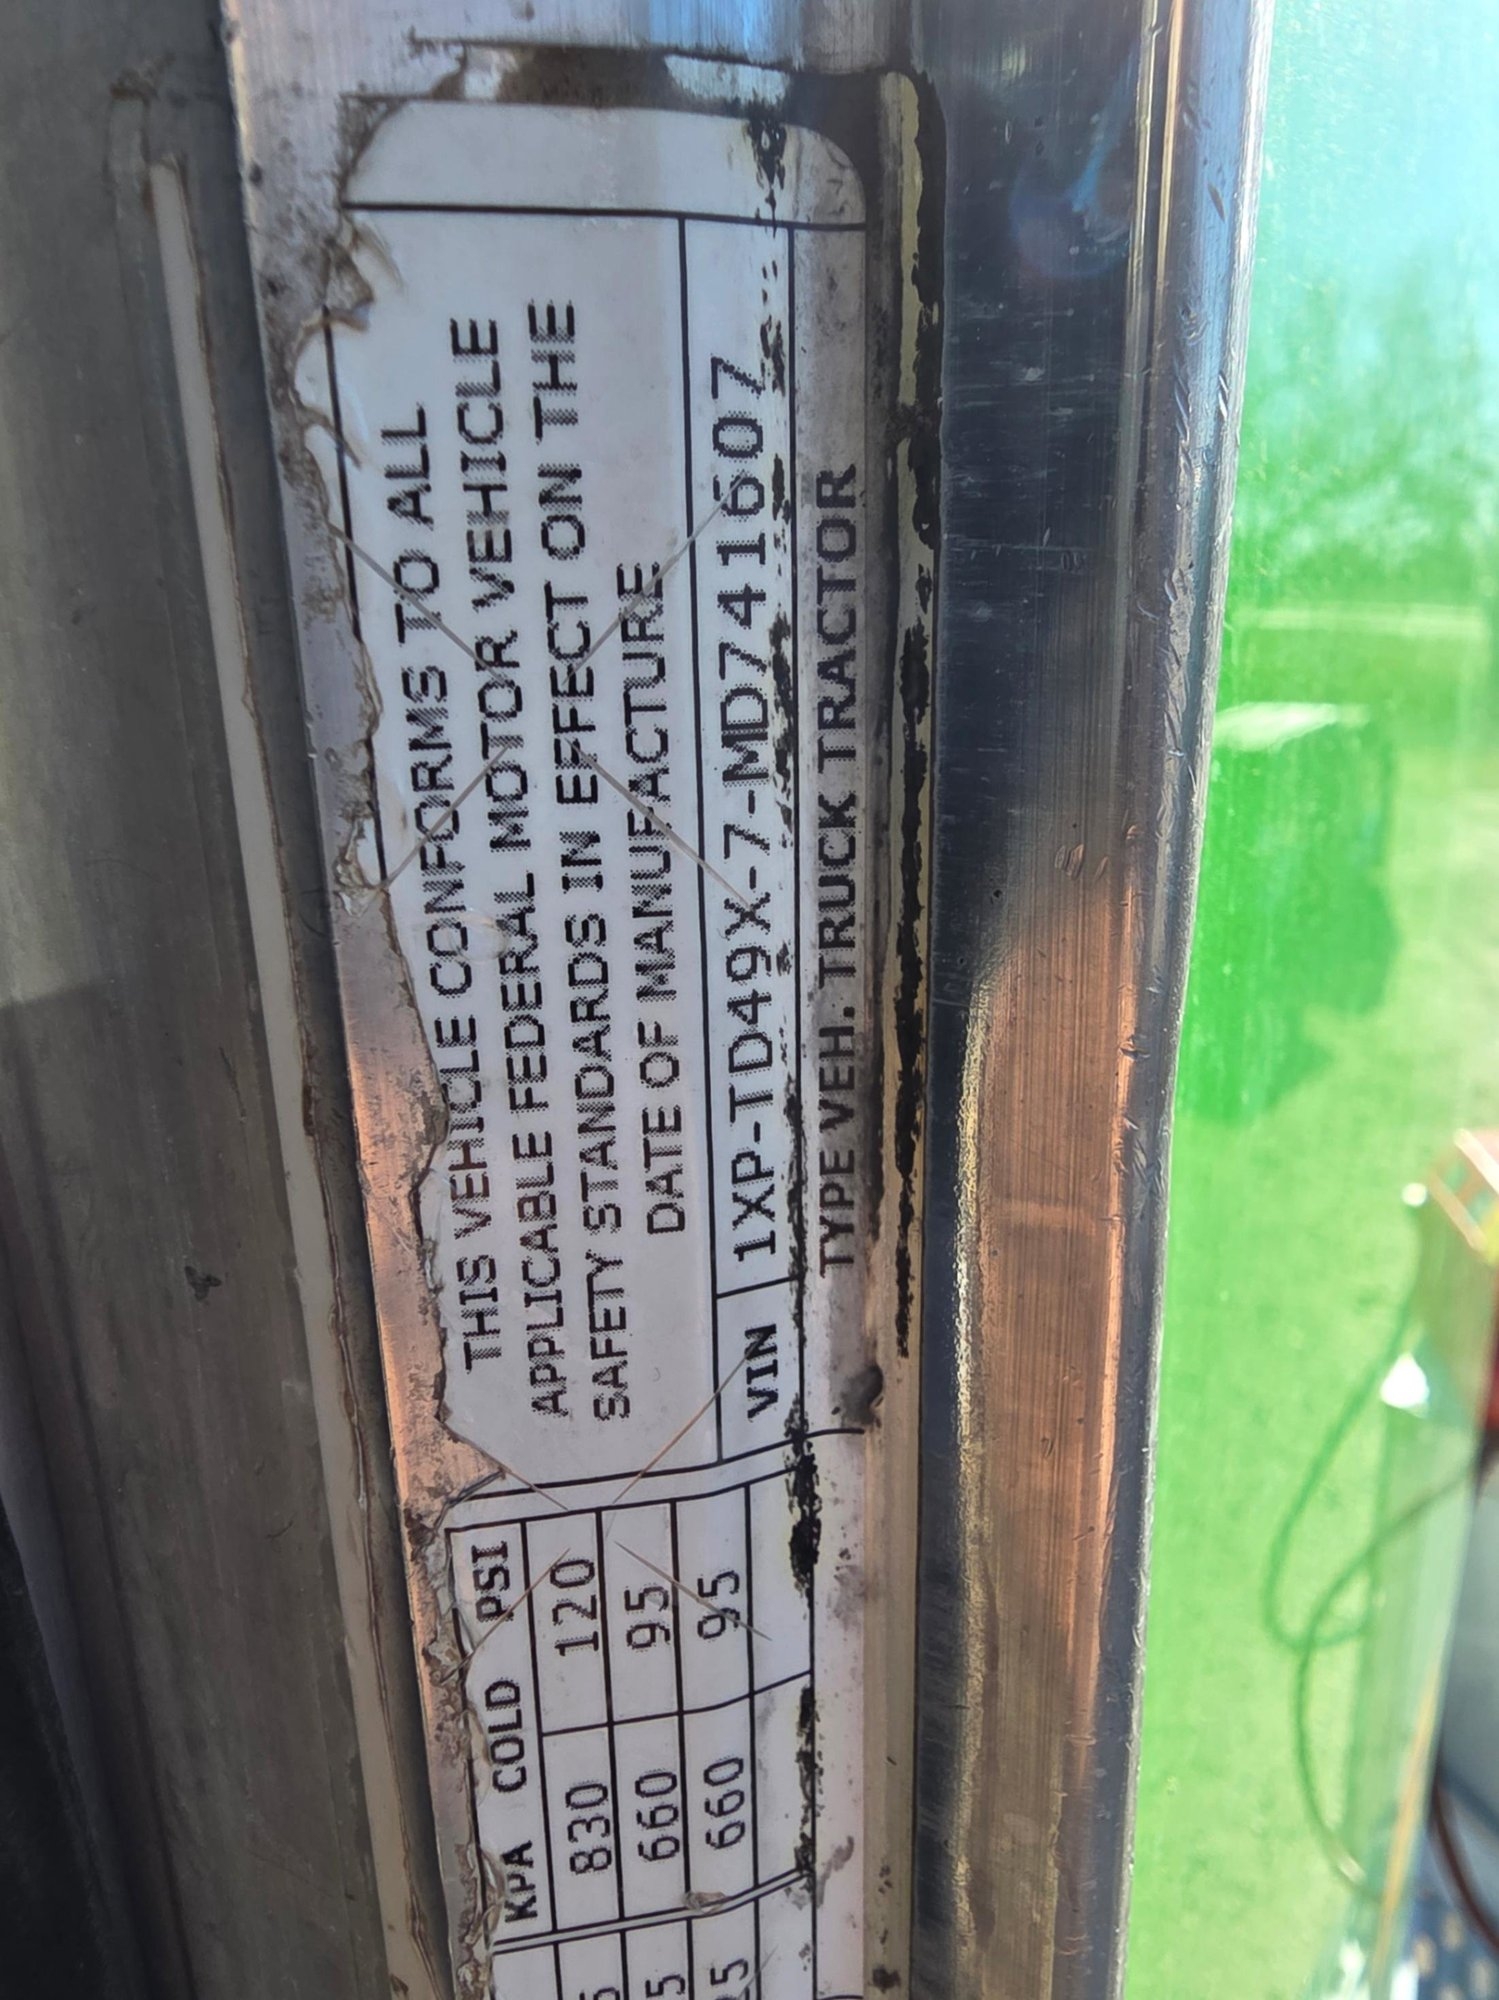 THIS VEHICLE CONFORMS TO ALL
APPLICABLE FEDERAL MOTOR VEHICLE
SAFETY STANDARDS IN EFFECT ON THE
DATE OF MANUFACTURE
VIN 1XP-TD49X-7-MD741607
TYPE VEH. TRUCK TRACTOR
KPA COLD PSI
830 120
660 95
660 95